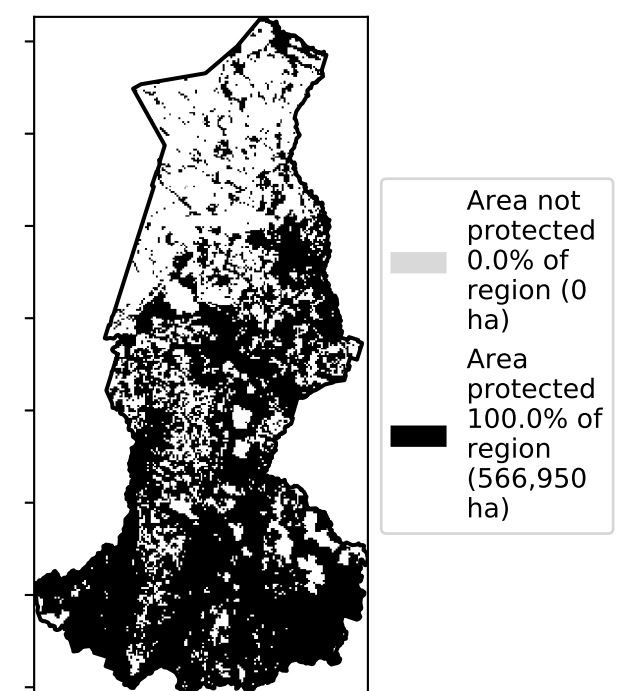 Area not
protected
0.0% of
region (0
ha)
Area
protected
100.0% of
region
(566,950
ha)